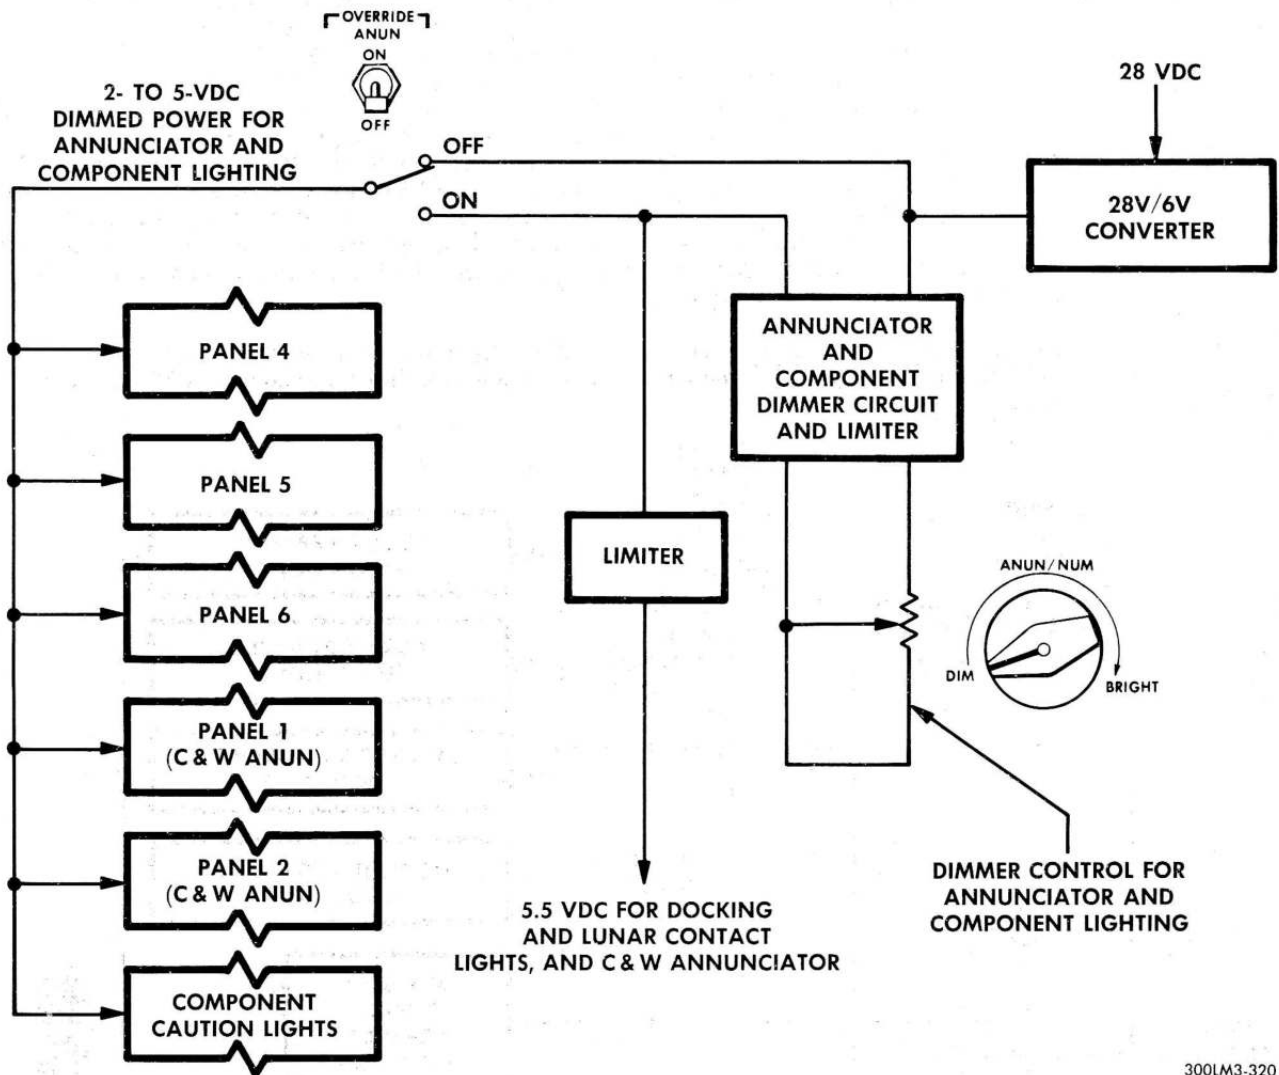 OVERRIDE
ANUN
ON
OFF
2- TO 5-VDC
DIMMED POWER FOR
ANNUNCIATOR AND
COMPONENT LIGHTING
OFF
ON
28 VDC
28V/6V
CONVERTER
ANNUNCIATOR
AND
COMPONENT
DIMMER CIRCUIT
AND LIMITER
PANEL 4
PANEL 5
PANEL 6
PANEL 1
(C & W ANUN)
PANEL 2
(C & W ANUN)
COMPONENT
CAUTION LIGHTS
LIMITER
5.5 VDC FOR DOCKING
AND LUNAR CONTACT
LIGHTS, AND C & W ANNUNCIATOR
ANUN/NUM
DIM
BRIGHT
DIMMER CONTROL FOR
ANNUNCIATOR AND
COMPONENT LIGHTING
300LM3-320